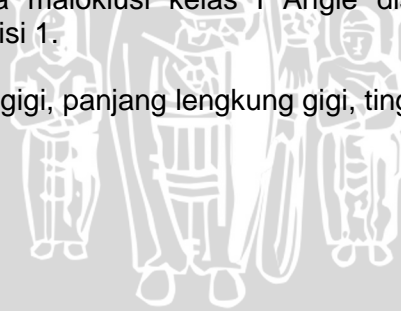 a maloklusi kelas I Angle di
isi 1.
gigi, panjang lengkung gigi, ting